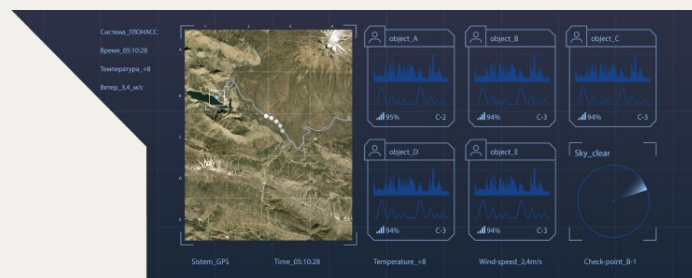 Система_ГЛОНАСС
Время_05:10:28
Температура_+8
Ветер_3,4_м/с
object_A
95%
C-2
object_B
94%
C-3
object_C
94%
C-3
object_D
94%
C-3
object_E
94%
C-3
Sky_clear
Sistem_GPS
Time_05:10:28
Temperature_+8
Wind-speed_3,4m/s
Check-point_B-1